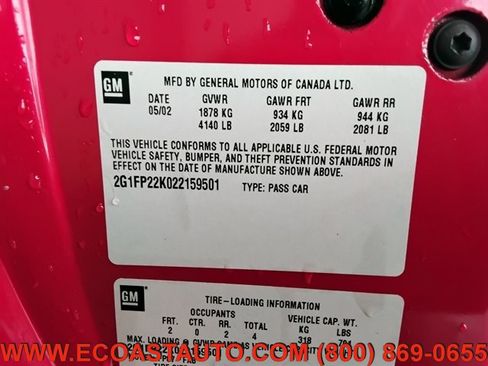 GM
MFD BY GENERAL MOTORS OF CANADA LTD.
DATE GVWR GAWR FRT GAWR RR
05/02 1878 KG 934 KG 944 KG
4140 LB 2059 LB 2081 LB
THIS VEHICLE CONFORMS TO ALL APPLICABLE U.S. FEDERAL MOTOR
VEHICLE SAFETY, BUMPER, AND THEFT PREVENTION STANDARDS IN
EFFECT ON THE DATE OF MANUFACTURE SHOWN ABOVE.
2G1FP22K022159501 TYPE: PASS CAR
GM
TIRE-LOADING INFORMATION
OCCUPANTS VEHICLE CAP. WT.
FRT. CTR. RR. TOTAL KG LBS
2 0 2 4 318 701
MAX. LOADING @ GVWR
WWW.ECOASTAUTO.COM (800) 869-0655